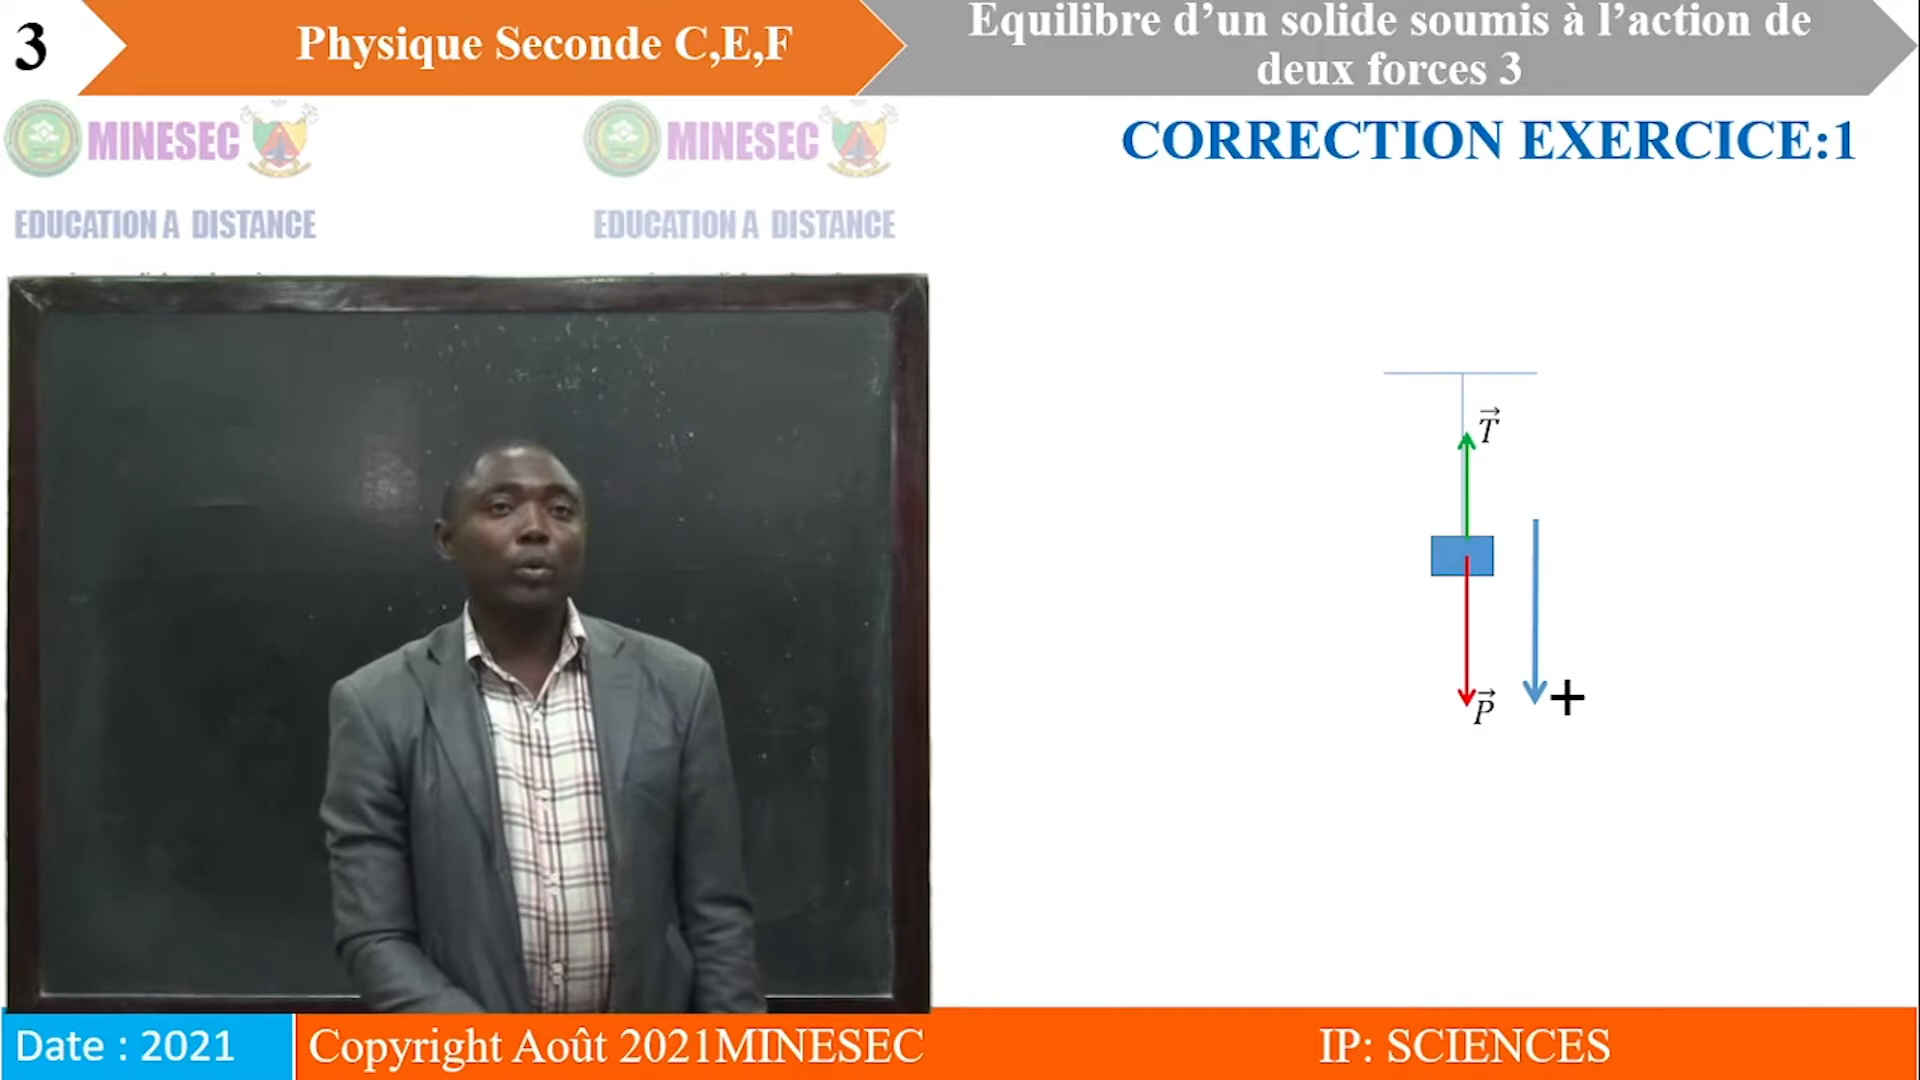 3
Physique Seconde C,E,F
Equilibre d’un solide soumis à l’action de
deux forces 3
MINESEC
MINESEC
EDUCATION A DISTANCE
EDUCATION A DISTANCE
CORRECTION EXERCICE:1
T
P
+
Date : 2021
Copyright Août 2021MINESEC
IP: SCIENCES